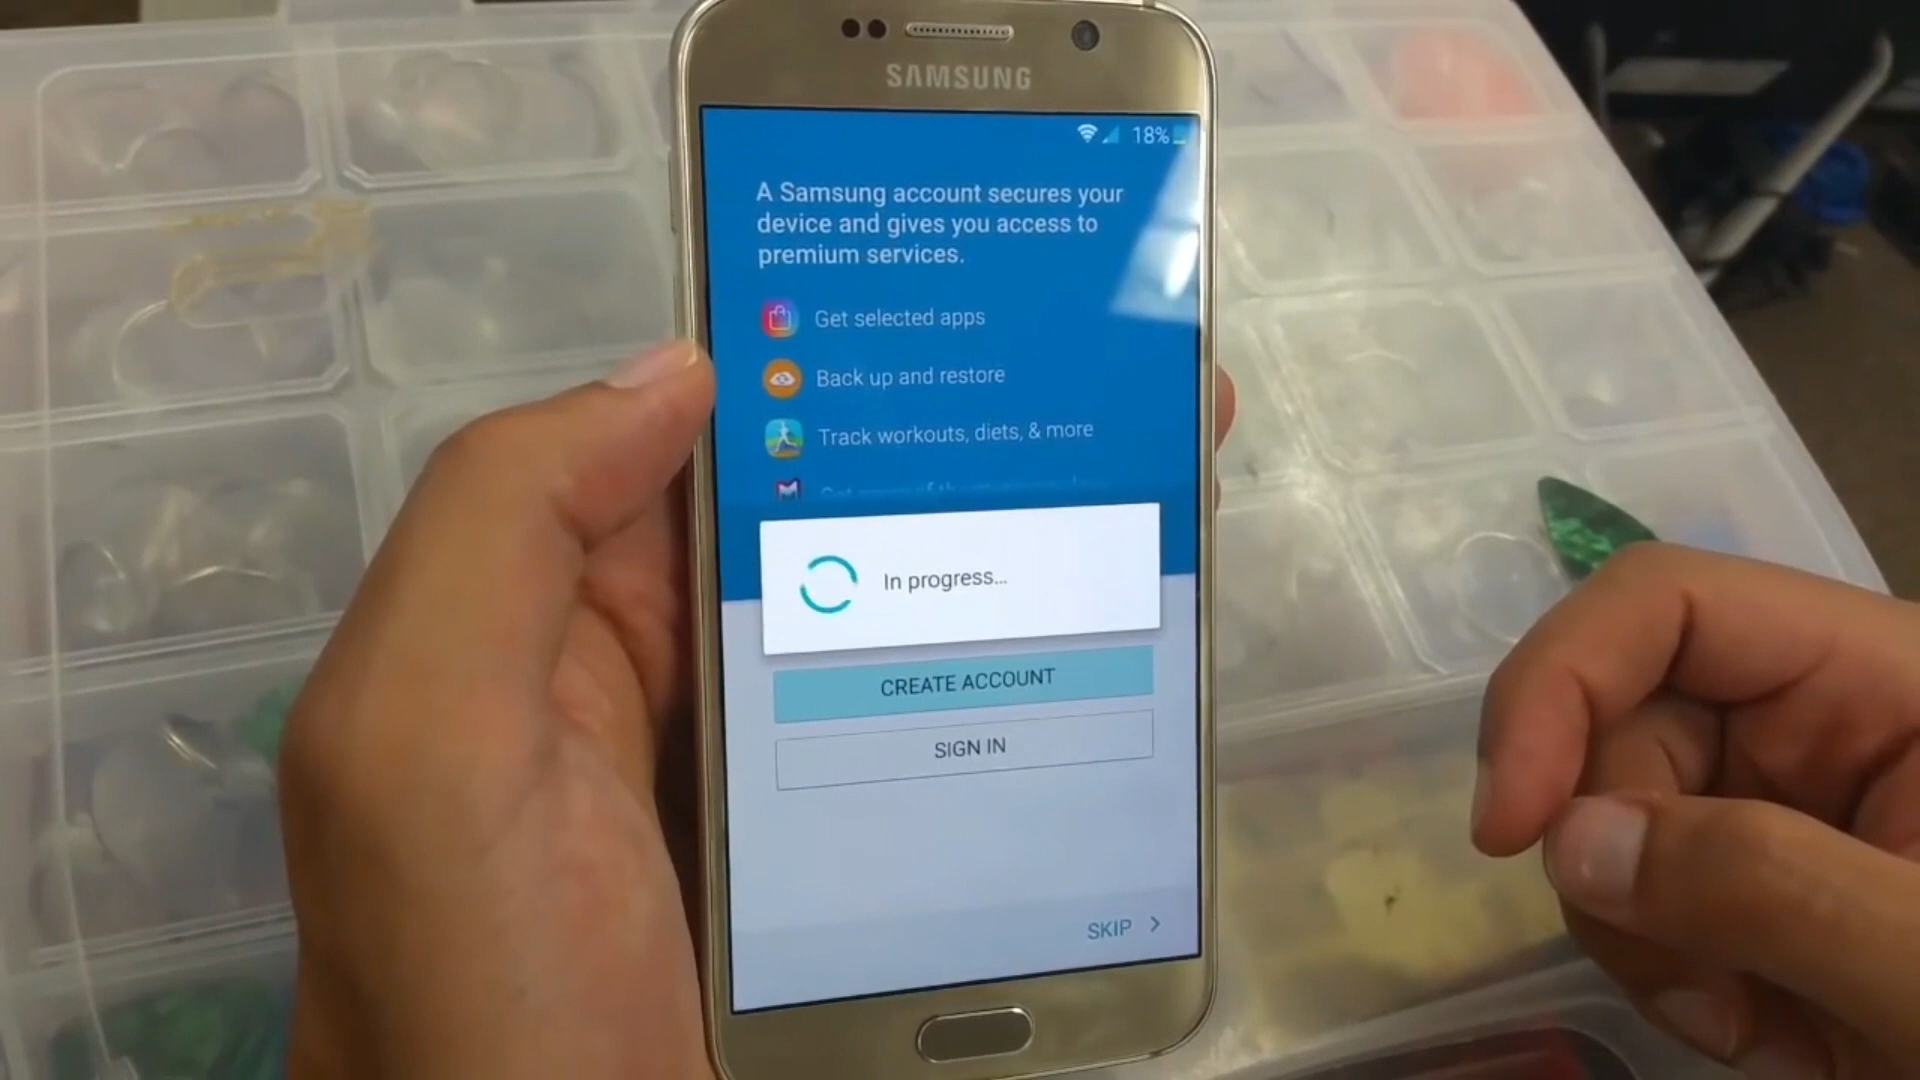 SAMSUNG
18%
A Samsung account secures your
device and gives you access to
premium services.
Get selected apps
Back up and restore
Track workouts, diets, & more
In progress...
CREATE ACCOUNT
SIGN IN
SKIP >